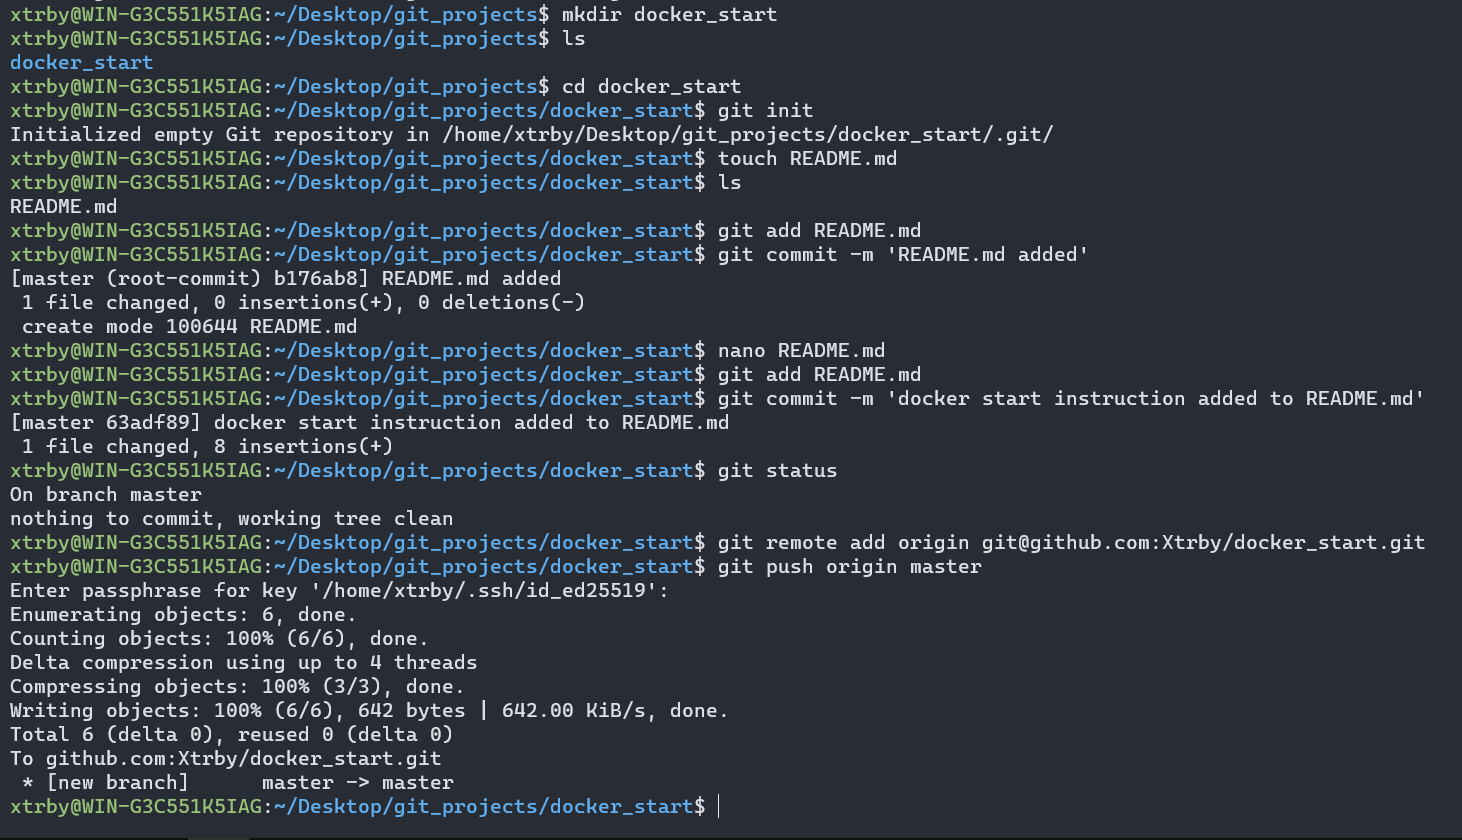 xtrby@WIN-G3C551K5IAG:~/Desktop/git_projects$ mkdir docker_start
xtrby@WIN-G3C551K5IAG:~/Desktop/git_projects$ ls
docker_start
xtrby@WIN-G3C551K5IAG:~/Desktop/git_projects$ cd docker_start
xtrby@WIN-G3C551K5IAG:~/Desktop/git_projects/docker_start$ git init
Initialized empty Git repository in /home/xtrby/Desktop/git_projects/docker_start/.git/
xtrby@WIN-G3C551K5IAG:~/Desktop/git_projects/docker_start$ touch README.md
xtrby@WIN-G3C551K5IAG:~/Desktop/git_projects/docker_start$ ls
README.md
xtrby@WIN-G3C551K5IAG:~/Desktop/git_projects/docker_start$ git add README.md
xtrby@WIN-G3C551K5IAG:~/Desktop/git_projects/docker_start$ git commit -m 'README.md added'
[master (root-commit) b176ab8] README.md added
 1 file changed, 0 insertions(+), 0 deletions(-)
 create mode 100644 README.md
xtrby@WIN-G3C551K5IAG:~/Desktop/git_projects/docker_start$ nano README.md
xtrby@WIN-G3C551K5IAG:~/Desktop/git_projects/docker_start$ git add README.md
xtrby@WIN-G3C551K5IAG:~/Desktop/git_projects/docker_start$ git commit -m 'docker start instruction added to README.md'
[master 63adf89] docker start instruction added to README.md
 1 file changed, 8 insertions(+)
xtrby@WIN-G3C551K5IAG:~/Desktop/git_projects/docker_start$ git status
On branch master
nothing to commit, working tree clean
xtrby@WIN-G3C551K5IAG:~/Desktop/git_projects/docker_start$ git remote add origin git@github.com:Xtrby/docker_start.git
xtrby@WIN-G3C551K5IAG:~/Desktop/git_projects/docker_start$ git push origin master
Enter passphrase for key '/home/xtrby/.ssh/id_ed25519':
Enumerating objects: 6, done.
Counting objects: 100% (6/6), done.
Delta compression using up to 4 threads
Compressing objects: 100% (3/3), done.
Writing objects: 100% (6/6), 642 bytes | 642.00 KiB/s, done.
Total 6 (delta 0), reused 0 (delta 0)
To github.com:Xtrby/docker_start.git
 * [new branch]      master -> master
xtrby@WIN-G3C551K5IAG:~/Desktop/git_projects/docker_start$